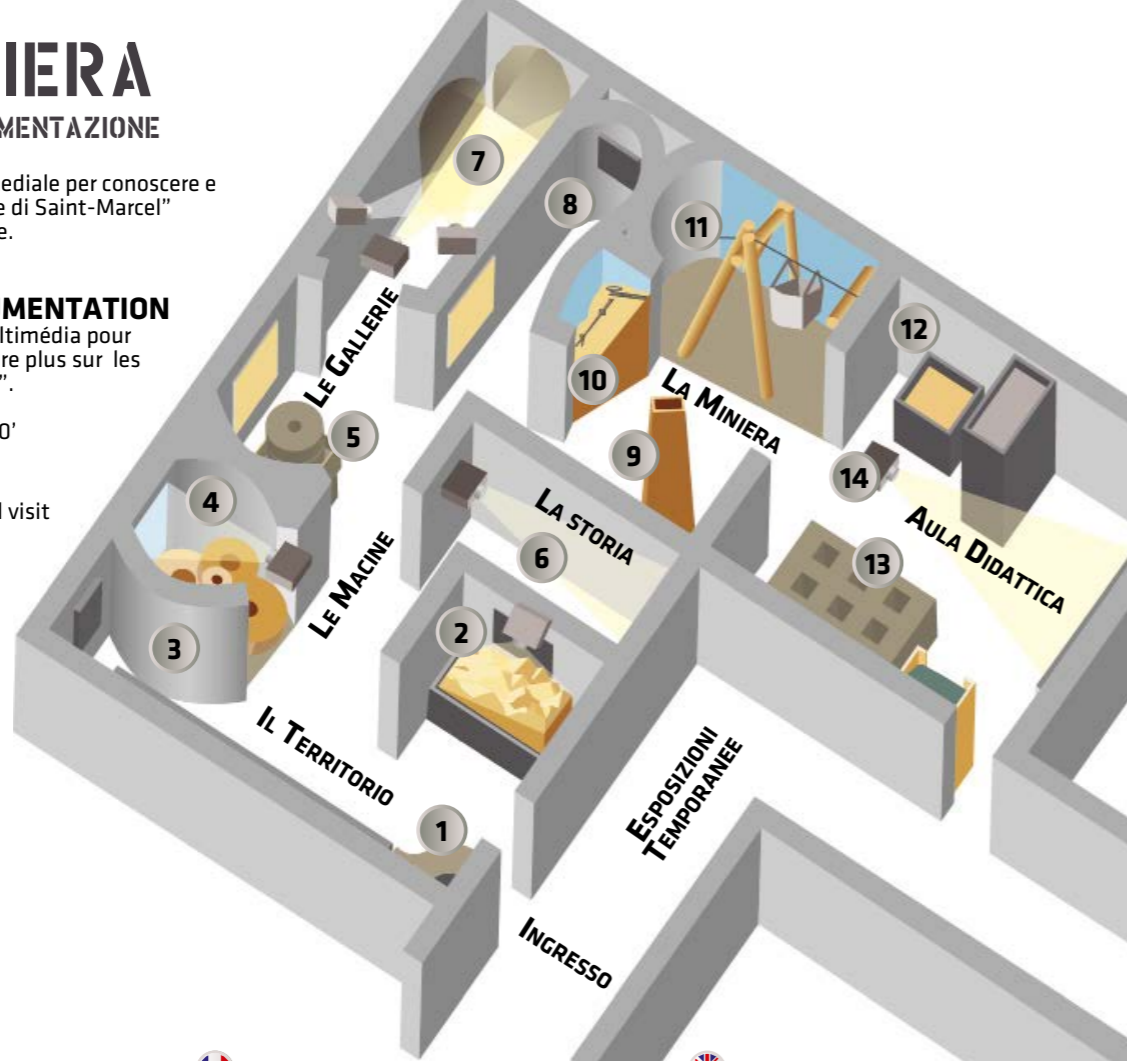 IERA
MENTAZIONE
ediale per conoscere e
e di Saint-Marcel”
e.
UMENTATION
ltimédia pour
re plus sur les
”.
0’
l visit
7
8
11
12
LE GALLERIE
10
LA MINIERA
5
9
14
4
LA STORIA
AULA DIDATTICA
6
13
LE MACINE
2
3
IL TERRITORIO
ESPOSIZIONI
TEMPORANEE
1
INGRESSO